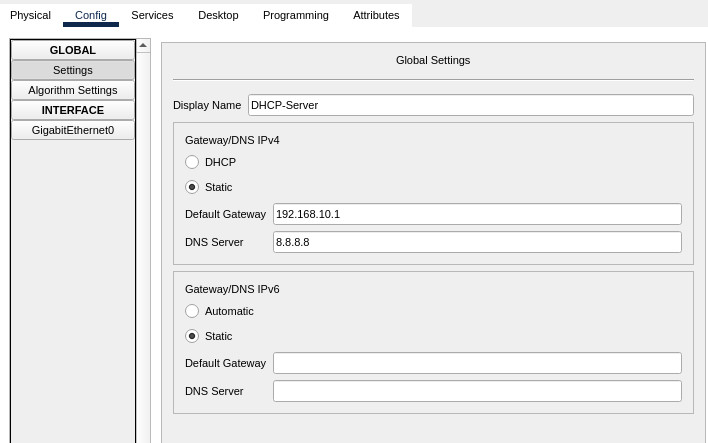 Physical Config Services Desktop Programming Attributes
GLOBAL
Settings
Algorithm Settings
INTERFACE
GigabitEthernet0
Global Settings
Display Name DHCP-Server
Gateway/DNS IPv4
DHCP
Static
Default Gateway 192.168.10.1
DNS Server 8.8.8.8
Gateway/DNS IPv6
Automatic
Static
Default Gateway
DNS Server